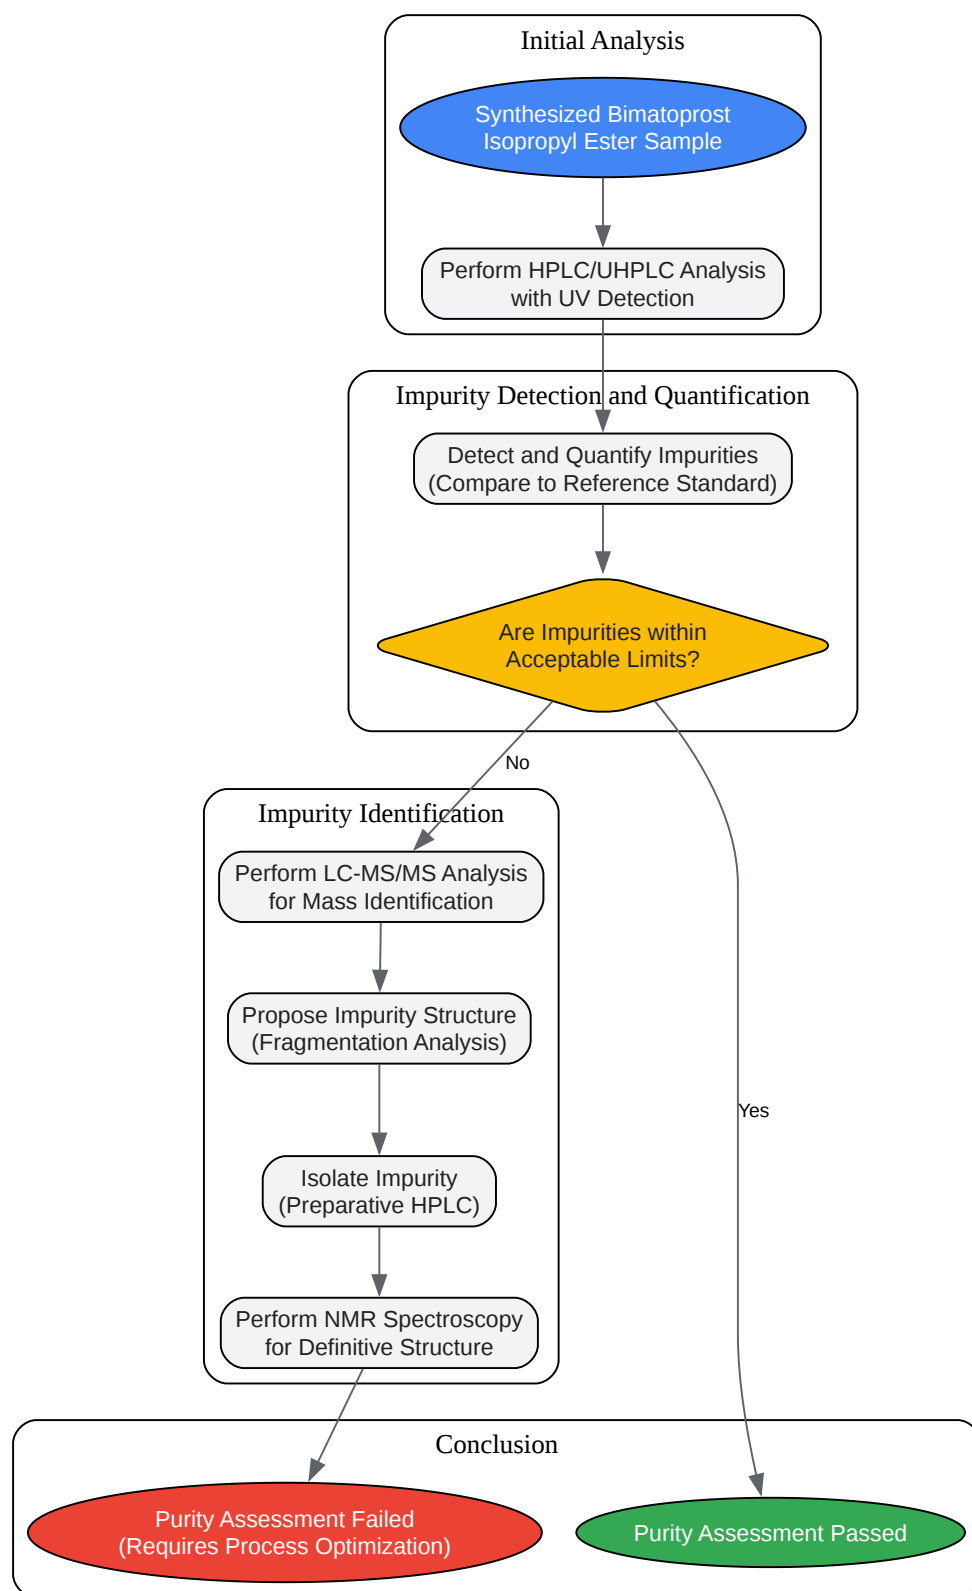 Initial Analysis
Synthesized Bimatoprost
Isopropyl Ester Sample
Perform HPLC/UHPLC Analysis
with UV Detection
Impurity Detection and Quantification
Detect and Quantify Impurities
(Compare to Reference Standard)
Are Impurities within
Acceptable Limits?
No
Impurity Identification
Perform LC-MS/MS Analysis
for Mass Identification
Propose Impurity Structure
(Fragmentation Analysis)
Yes
Isolate Impurity
(Preparative HPLC)
Perform NMR Spectroscopy
for Definitive Structure
Conclusion
Purity Assessment Failed
(Requires Process Optimization)
Purity Assessment Passed